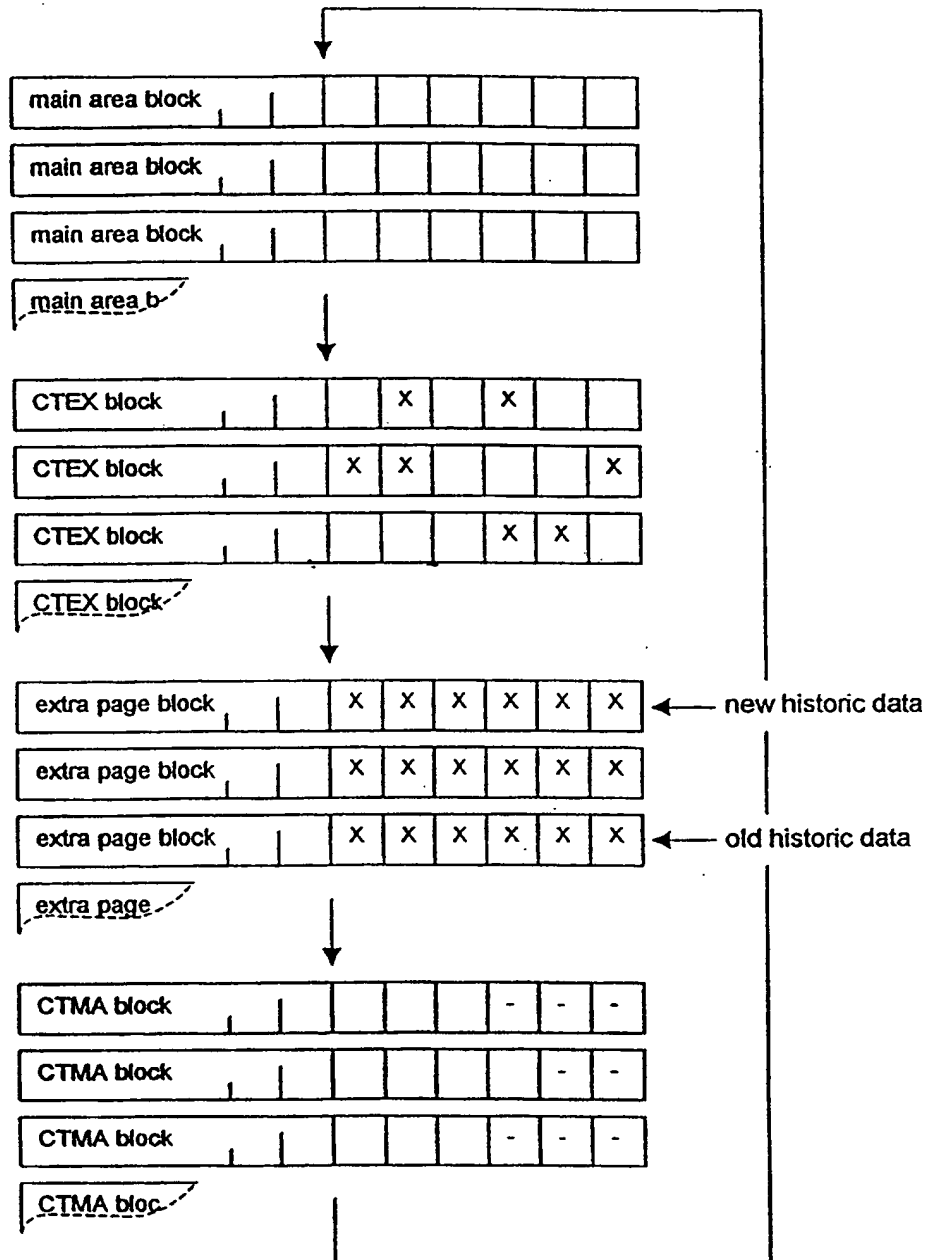 main area block
main area block
main area block
main area b
CTEX block X X
CTEX block X X X
CTEX block X X
CTEX block
extra page block X X X X X X new historic data
extra page block X X X X X X
extra page block X X X X X X old historic data
extra page
CTMA block - - -
CTMA block - -
CTMA block - - -
CTMA bloc